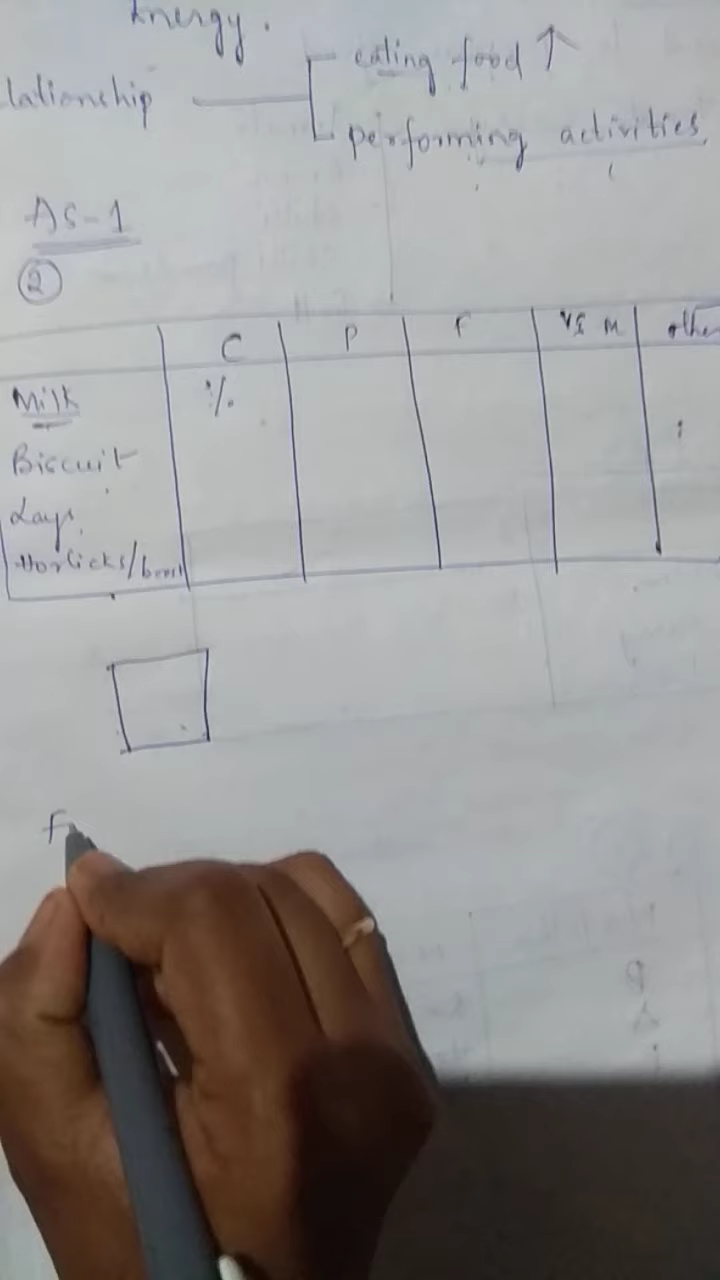 Energy.
eating food ↑
lationship
performing activities
AS-1
2
C P F V& M other
Milk %
Biscuit
Lays
Horlicks/boost
F